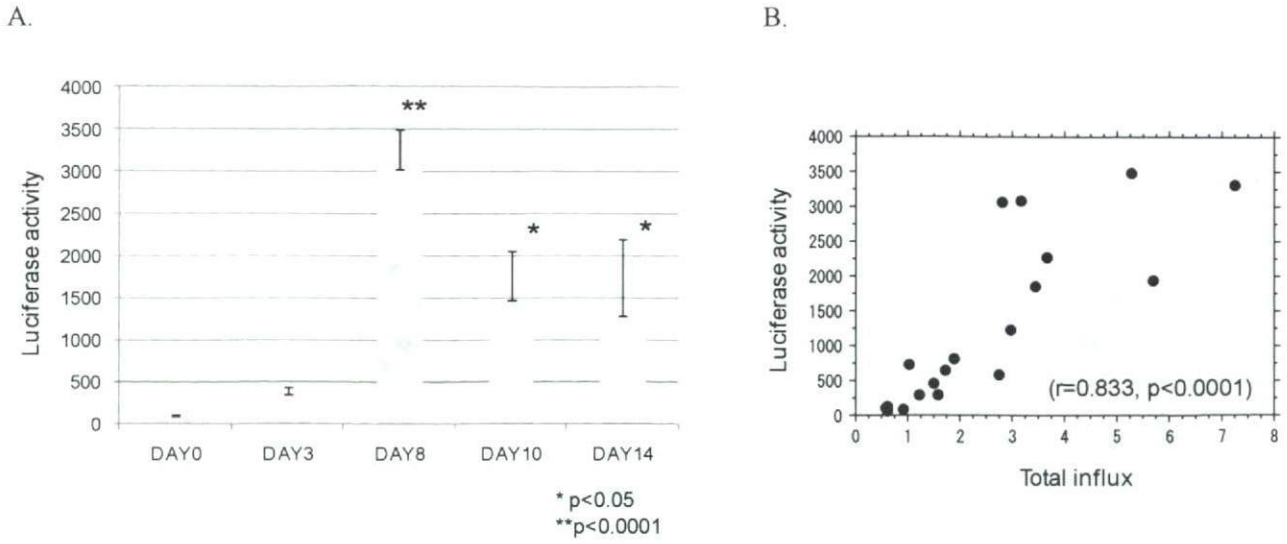 A.
B.
4000
3500
3000
2500
2000
1500
1000
500
0
Luciferase activity
**
*
*
DAY0 DAY3 DAY8 DAY10 DAY14
* p<0.05
**p<0.0001
4000
3500
3000
2500
2000
1500
1000
500
0
Luciferase activity
(r=0.833, p<0.0001)
0 1 2 3 4 5 6 7 8
Total influx